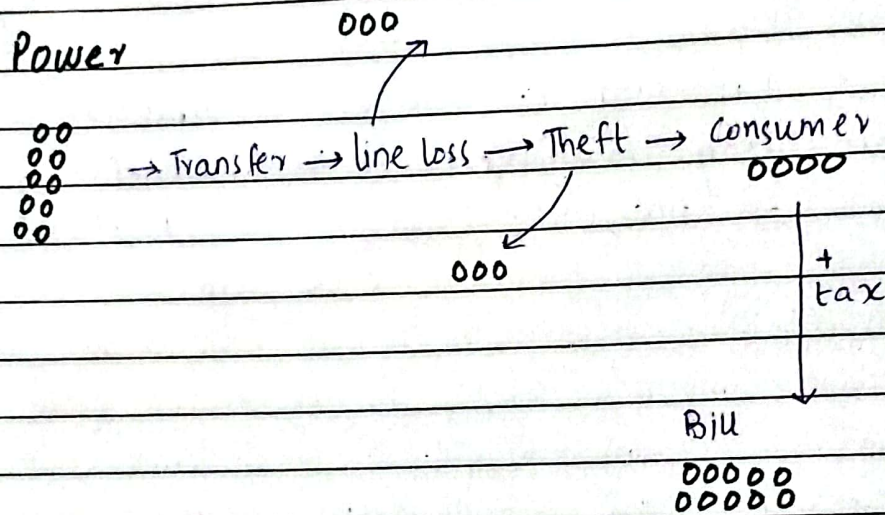 000
Power
00
00
00
00
00
→ Transfer → line loss → Theft → Consumer
0000
000
+
tax
Bill
00000
00000